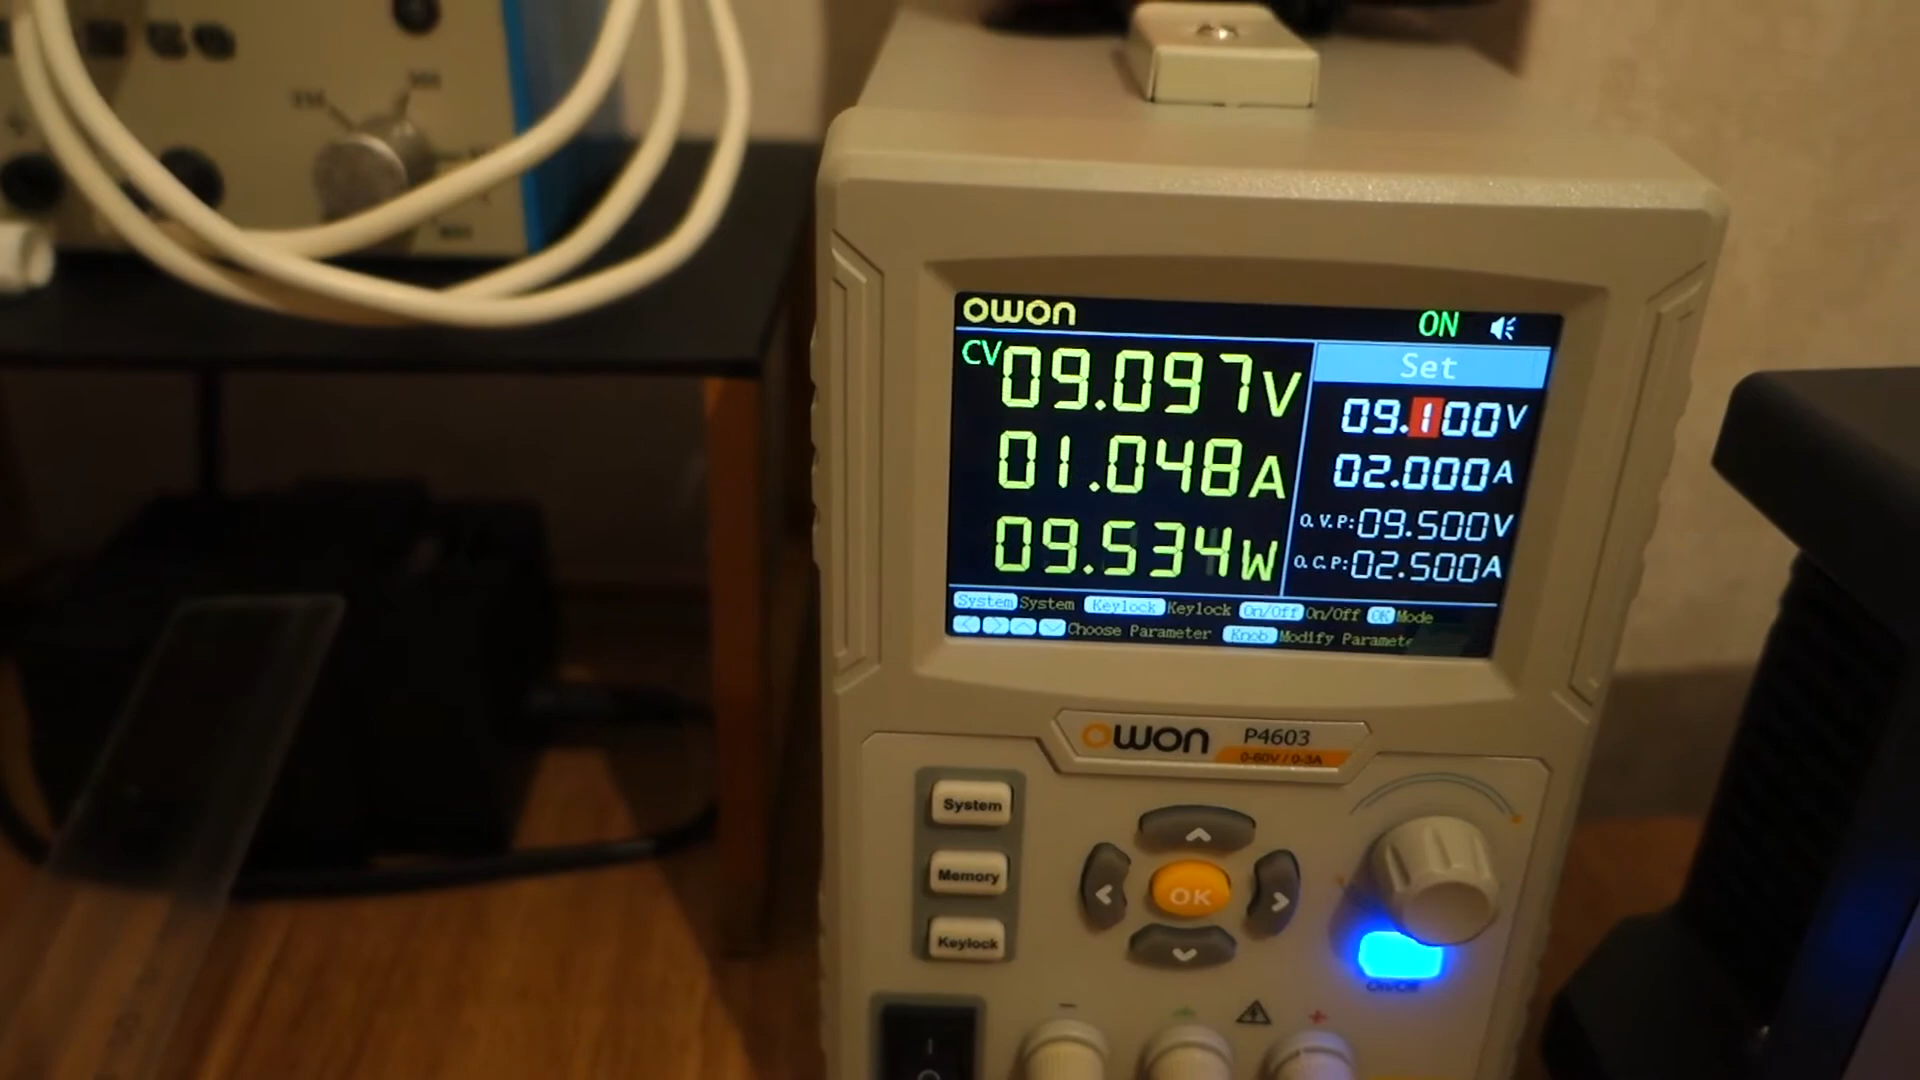 owon ON
Set
CV 09.097V
09.100V
01.048A
02.000A
O.V.P:09.500V
09.534W
O.C.P:02.500A
System System Keylock Keylock On/Off On/Off OK Mode
Choose Parameter Knob Modify Paramete
owon P4603
0-60V / 0-3A
System
Memory
OK
Keylock
On/Off
− +